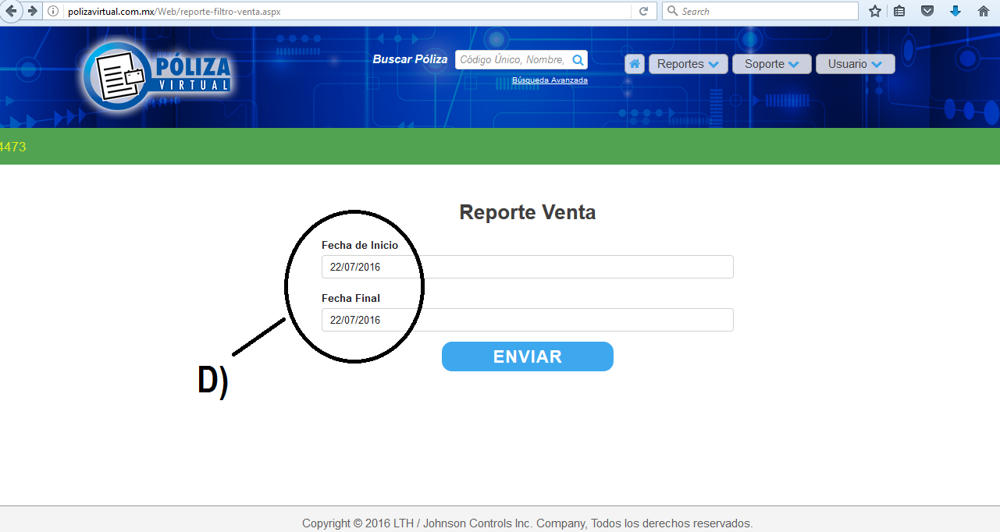 polizavirtual.com.mx/Web/reporte-filtro-venta.aspx
Search
PÓLIZA
VIRTUAL
Buscar Póliza
Código Único, Nombre,
Búsqueda Avanzada
Reportes
Soporte
Usuario
4473
Reporte Venta
Fecha de Inicio
22/07/2016
Fecha Final
22/07/2016
ENVIAR
D)
Copyright © 2016 LTH / Johnson Controls Inc. Company, Todos los derechos reservados.